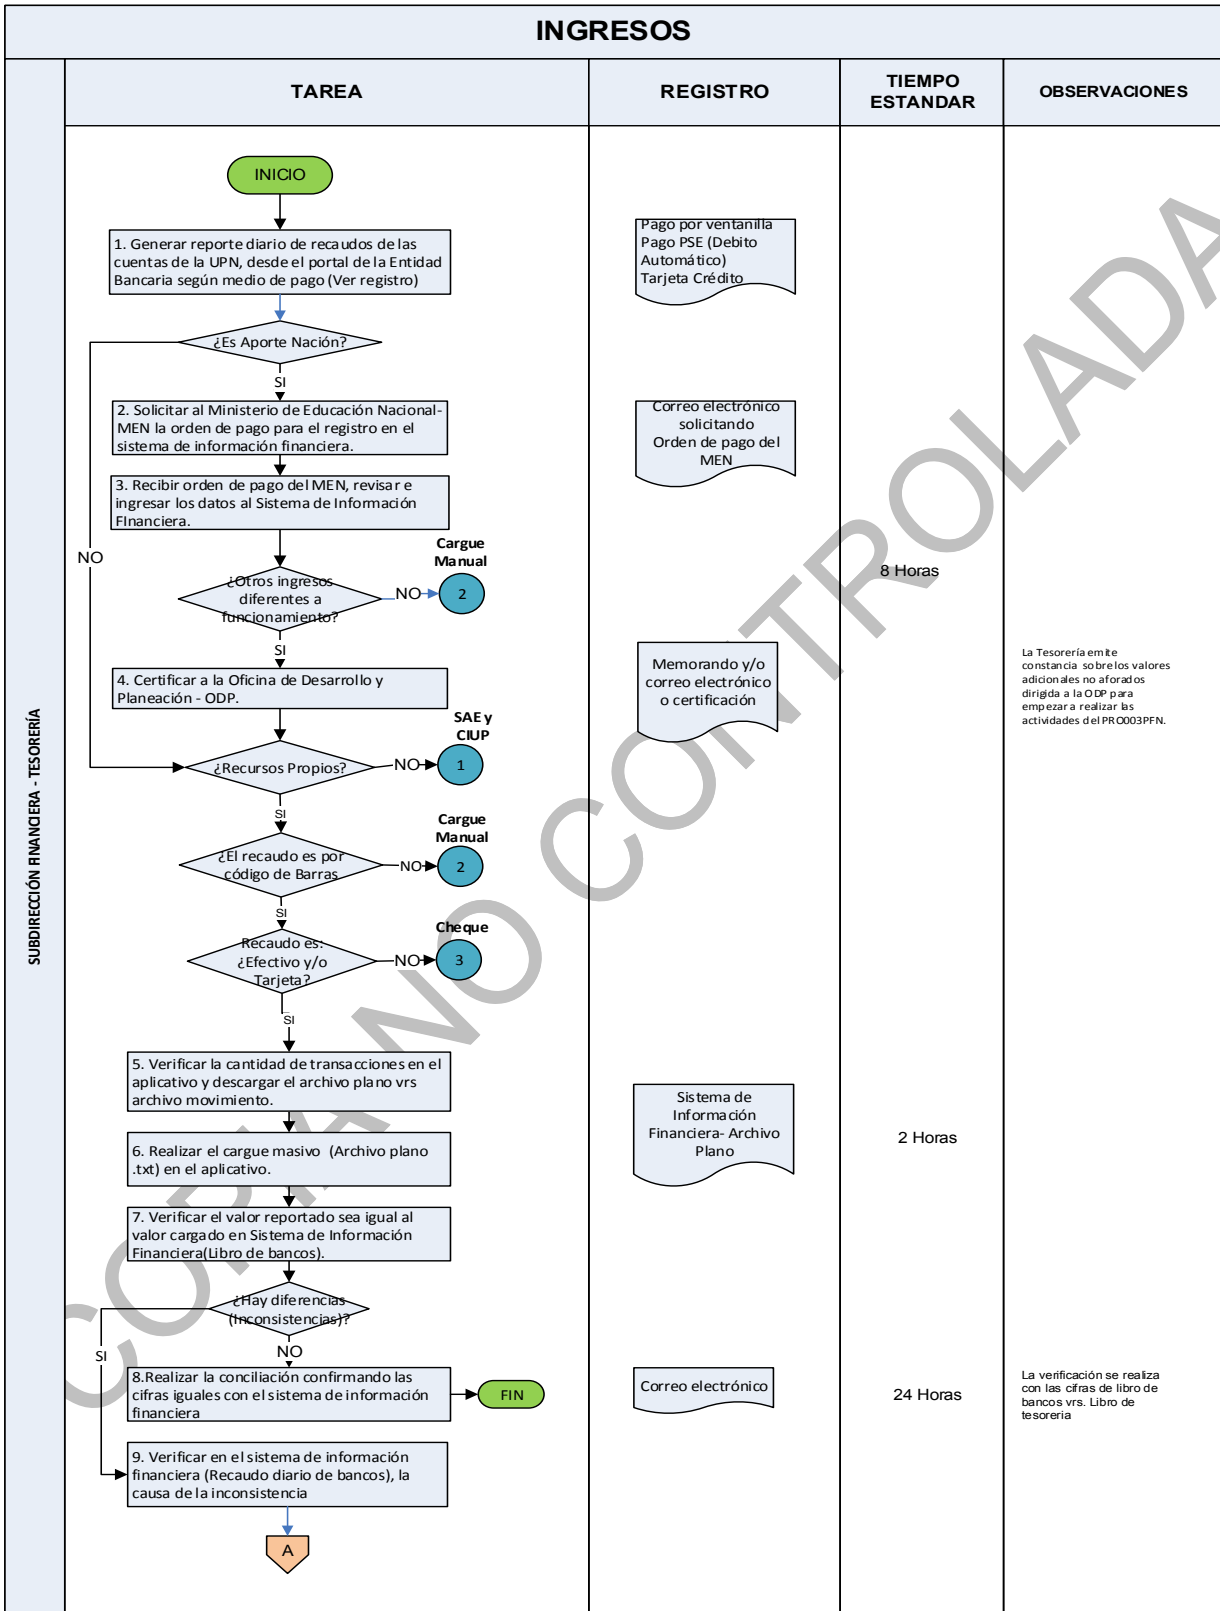 INGRESOS
TAREA
REGISTRO
TIEMPO
ESTANDAR
OBSERVACIONES
SUBDIRECCIÓN FINANCIERA - TESORERÍA
INICIO
1. Generar reporte diario de recaudos de las
cuentas de la UPN, desde el portal de la Entidad
Bancaria según medio de pago (Ver registro)
Pago por ventanilla
Pago PSE (Debito
Automático)
Tarjeta Crédito
¿Es Aporte Nación?
SI
NO
2. Solicitar al Ministerio de Educación Nacional-
MEN la orden de pago para el registro en el
sistema de información financiera.
Correo electrónico
solicitando
Orden de pago del
MEN
3. Recibir orden de pago del MEN, revisar e
ingresar los datos al Sistema de Información
FInanciera.
¿Otros ingresos
diferentes a
funcionamiento?
NO
Cargue
Manual
2
8 Horas
SI
4. Certificar a la Oficina de Desarrollo y
Planeación - ODP.
Memorando y/o
correo electrónico
o certificación
La Tesorería emite
constancia sobre los valores
adicionales no aforados
dirigida a la ODP para
empezar a realizar las
actividades del PRO003PFN.
¿Recursos Propios?
NO
SAE y
CIUP
1
SI
¿El recaudo es por
código de Barras
NO
Cargue
Manual
2
SI
Recaudo es:
¿Efectivo y/o
Tarjeta?
NO
Cheque
3
SI
5. Verificar la cantidad de transacciones en el
aplicativo y descargar el archivo plano vrs
archivo movimiento.
6. Realizar el cargue masivo (Archivo plano
.txt) en el aplicativo.
Sistema de
Información
Financiera- Archivo
Plano
2 Horas
7. Verificar el valor reportado sea igual al
valor cargado en Sistema de Información
Financiera(Libro de bancos).
¿Hay diferencias
(Inconsistencias)?
SI
NO
8.Realizar la conciliación confirmando las
cifras iguales con el sistema de información
financiera
FIN
Correo electrónico
24 Horas
La verificación se realiza
con las cifras de libro de
bancos vrs. Libro de
tesoreria
9. Verificar en el sistema de información
financiera (Recaudo diario de bancos), la
causa de la inconsistencia
A
COPIA NO CONTROLADA